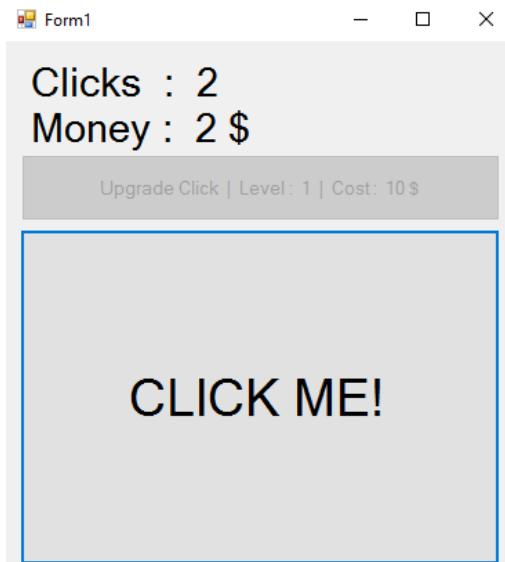 Form1
Clicks : 2
Money : 2 $
Upgrade Click | Level : 1 | Cost : 10 $
CLICK ME!